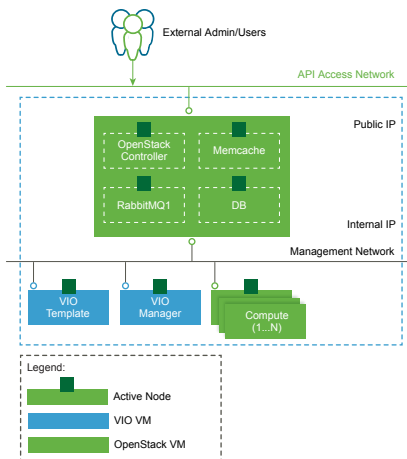 External Admin/Users
API Access Network
Public IP
OpenStack
Controller
Memcache
RabbitMQ1
DB
Internal IP
Management Network
VIO
Template
VIO
Manager
Compute
(1...N)
Legend:
Active Node
VIO VM
OpenStack VM